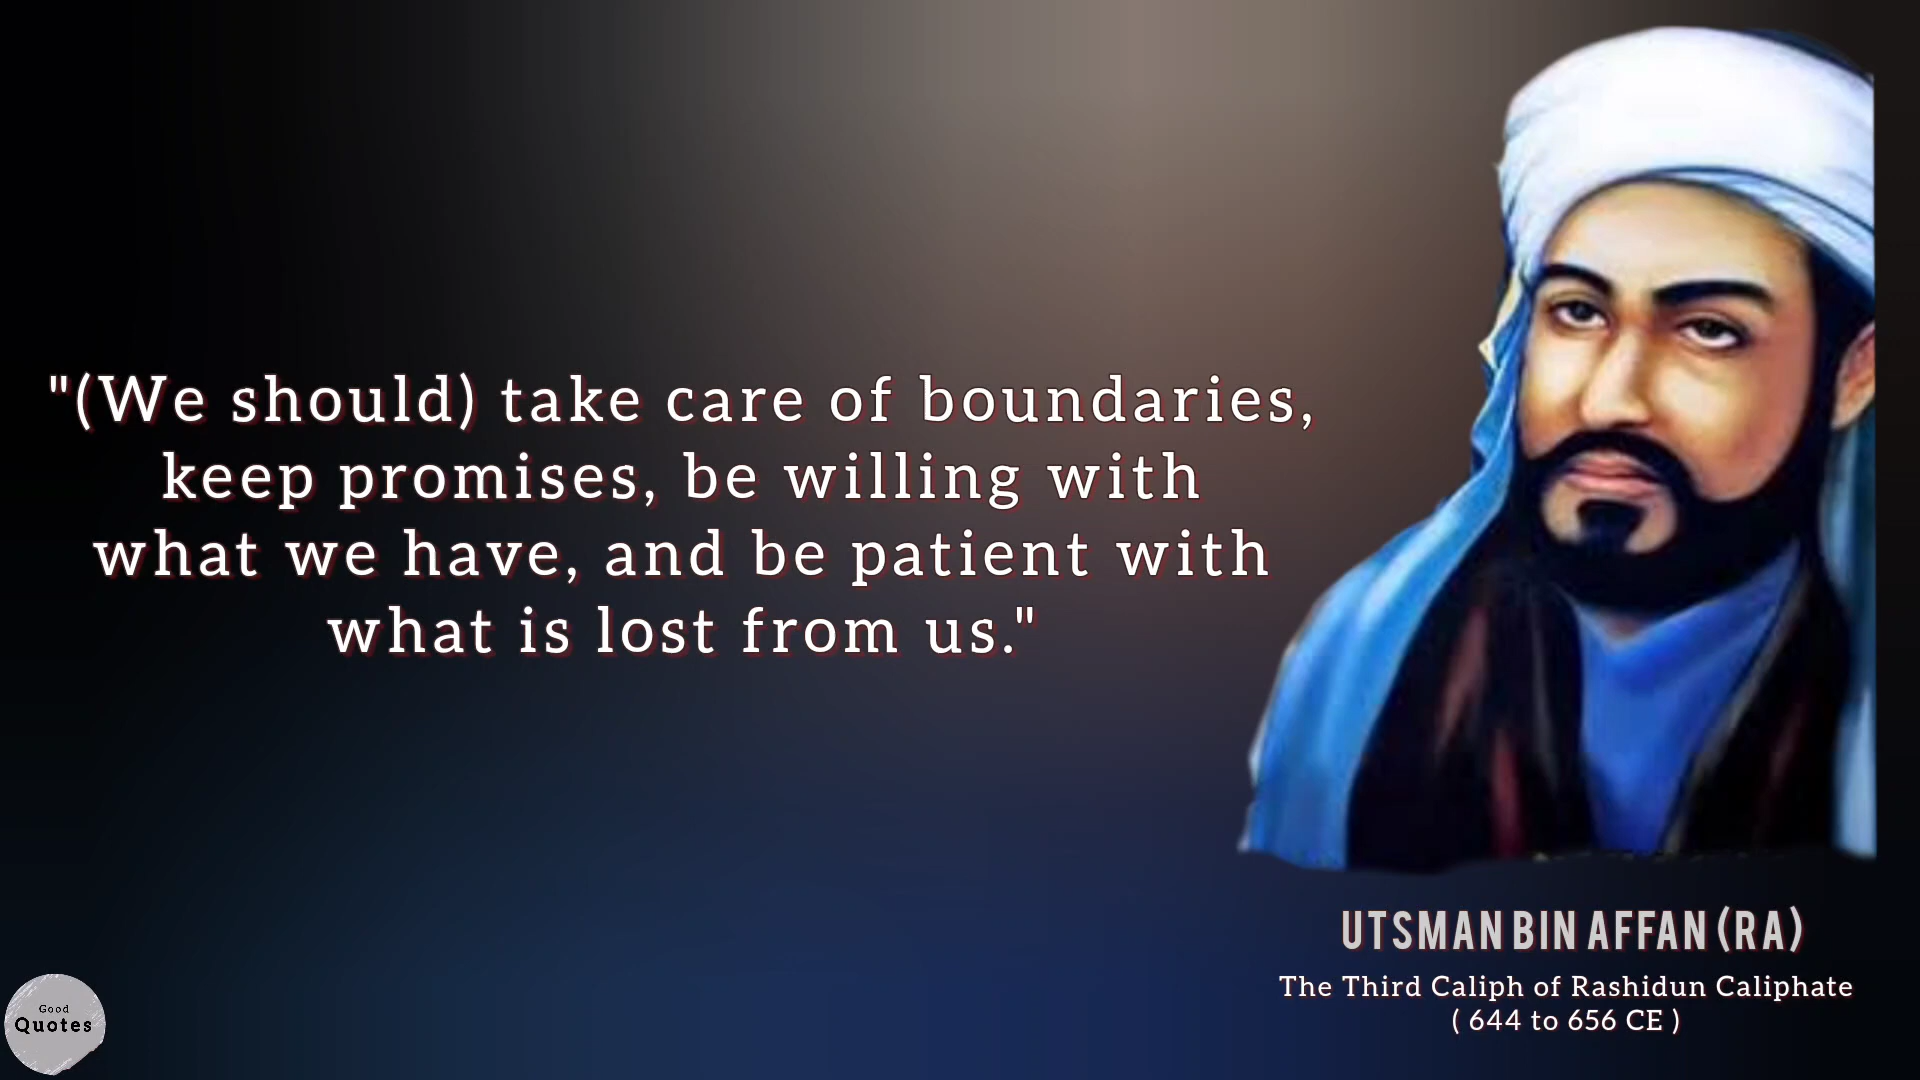 "(We should) take care of boundaries,
keep promises, be willing with
what we have, and be patient with
what is lost from us."
UTSMAN BIN AFFAN (RA)
The Third Caliph of Rashidun Caliphate
( 644 to 656 CE )
Good
Quotes